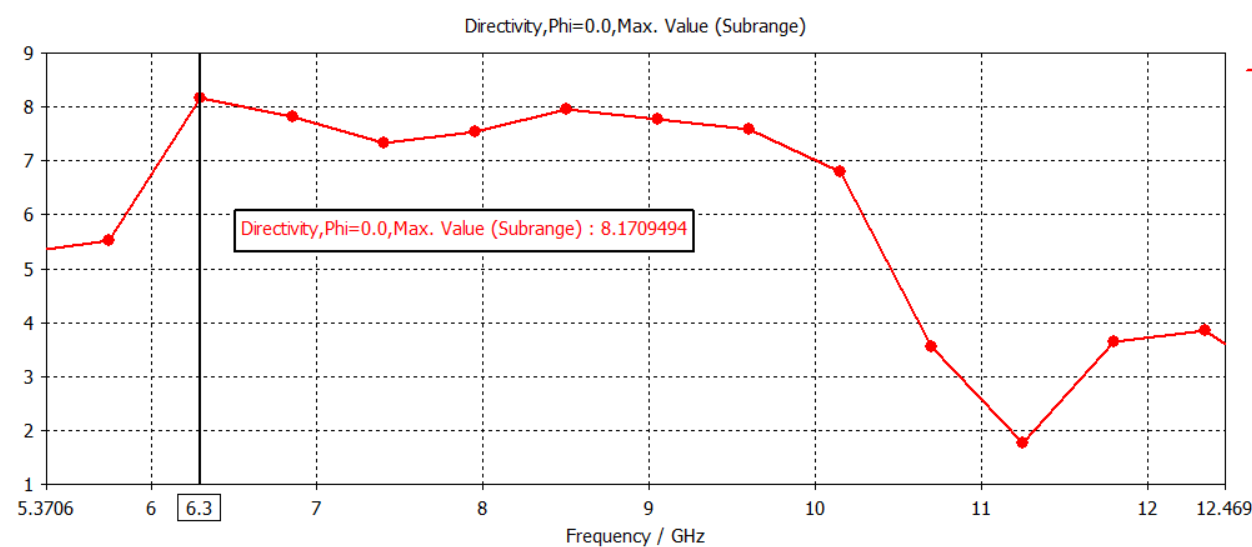 Directivity,Phi=0.0,Max. Value (Subrange)
9
8
7
6
Directivity,Phi=0.0,Max. Value (Subrange) : 8.1709494
5
4
3
2
1
5.3706 6 6.3 7 8 9 10 11 12 12.469
Frequency / GHz